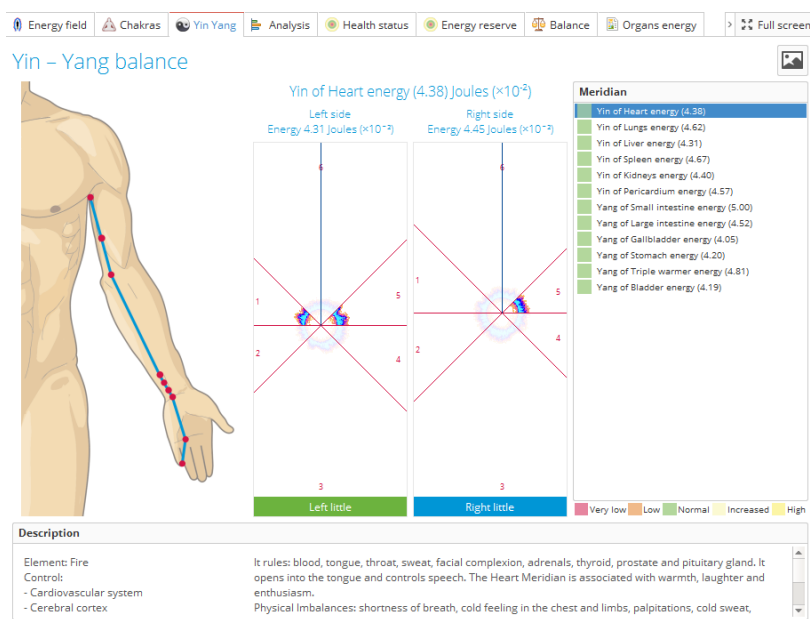 Energy field
Chakras
Yin Yang
Analysis
Health status
Energy reserve
Balance
Organs energy
> Full screen
Yin – Yang balance
Yin of Heart energy (4.38) Joules (×10⁻²)
Left side
Energy 4.31 Joules (×10⁻²)
Right side
Energy 4.45 Joules (×10⁻²)
6
1
5
2
4
3
Left little
6
1
5
2
4
3
Right little
Meridian
Yin of Heart energy (4.38)
Yin of Lungs energy (4.62)
Yin of Liver energy (4.31)
Yin of Spleen energy (4.67)
Yin of Kidneys energy (4.40)
Yin of Pericardium energy (4.57)
Yang of Small intestine energy (5.00)
Yang of Large intestine energy (4.52)
Yang of Gallbladder energy (4.05)
Yang of Stomach energy (4.20)
Yang of Triple warmer energy (4.81)
Yang of Bladder energy (4.19)
Very low Low Normal Increased High
Description
Element: Fire
Control:
- Cardiovascular system
- Cerebral cortex
It rules: blood, tongue, throat, sweat, facial complexion, adrenals, thyroid, prostate and pituitary gland. It
opens into the tongue and controls speech. The Heart Meridian is associated with warmth, laughter and
enthusiasm.
Physical Imbalances: shortness of breath, cold feeling in the chest and limbs, palpitations, cold sweat,